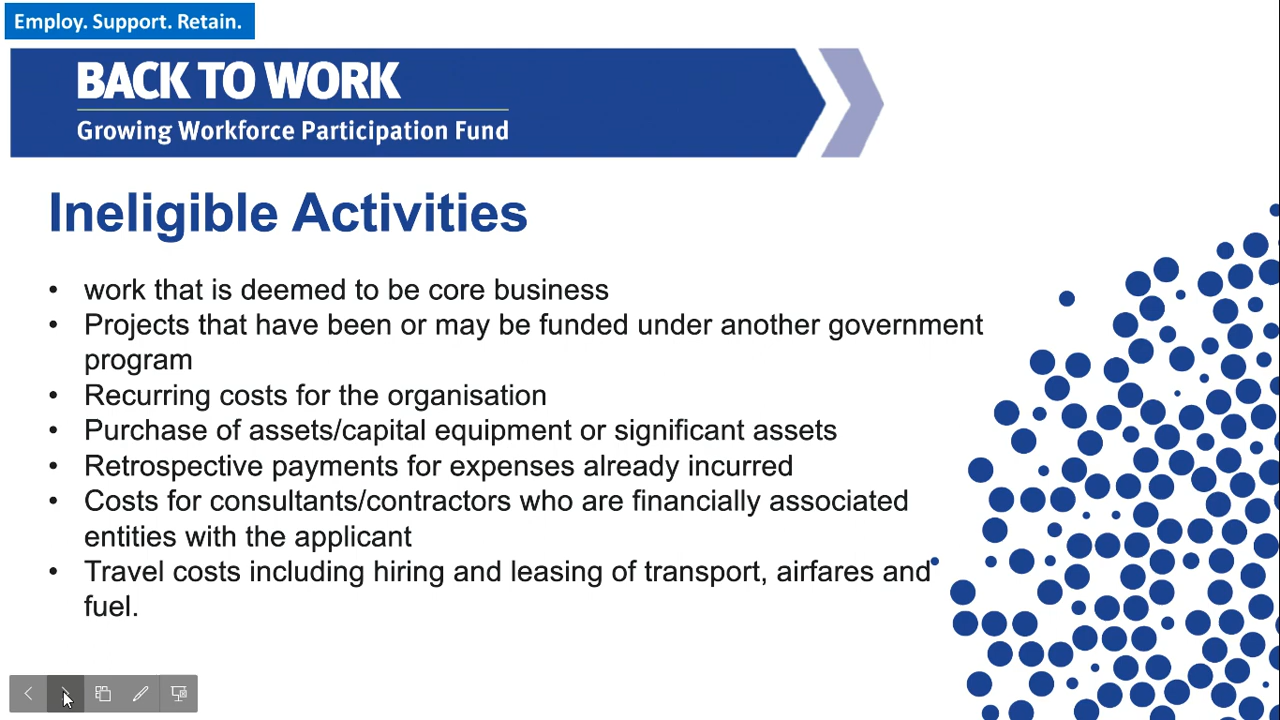 Employ. Support. Retain.
BACK TO WORK
Growing Workforce Participation Fund
Ineligible Activities
• work that is deemed to be core business
• Projects that have been or may be funded under another government
program
• Recurring costs for the organisation
• Purchase of assets/capital equipment or significant assets
• Retrospective payments for expenses already incurred
• Costs for consultants/contractors who are financially associated
entities with the applicant
• Travel costs including hiring and leasing of transport, airfares and
fuel.